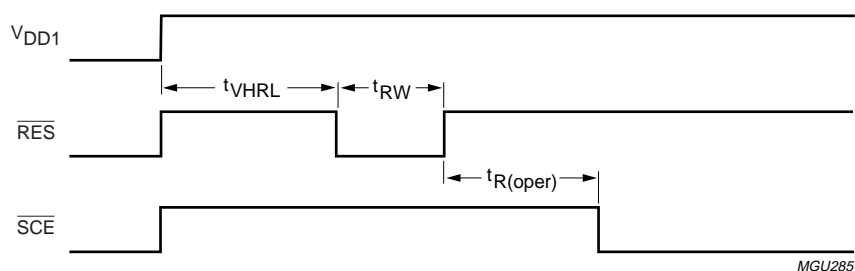 VDD1
tVHRL
tRW
RES
tR(oper)
SCE
MGU285